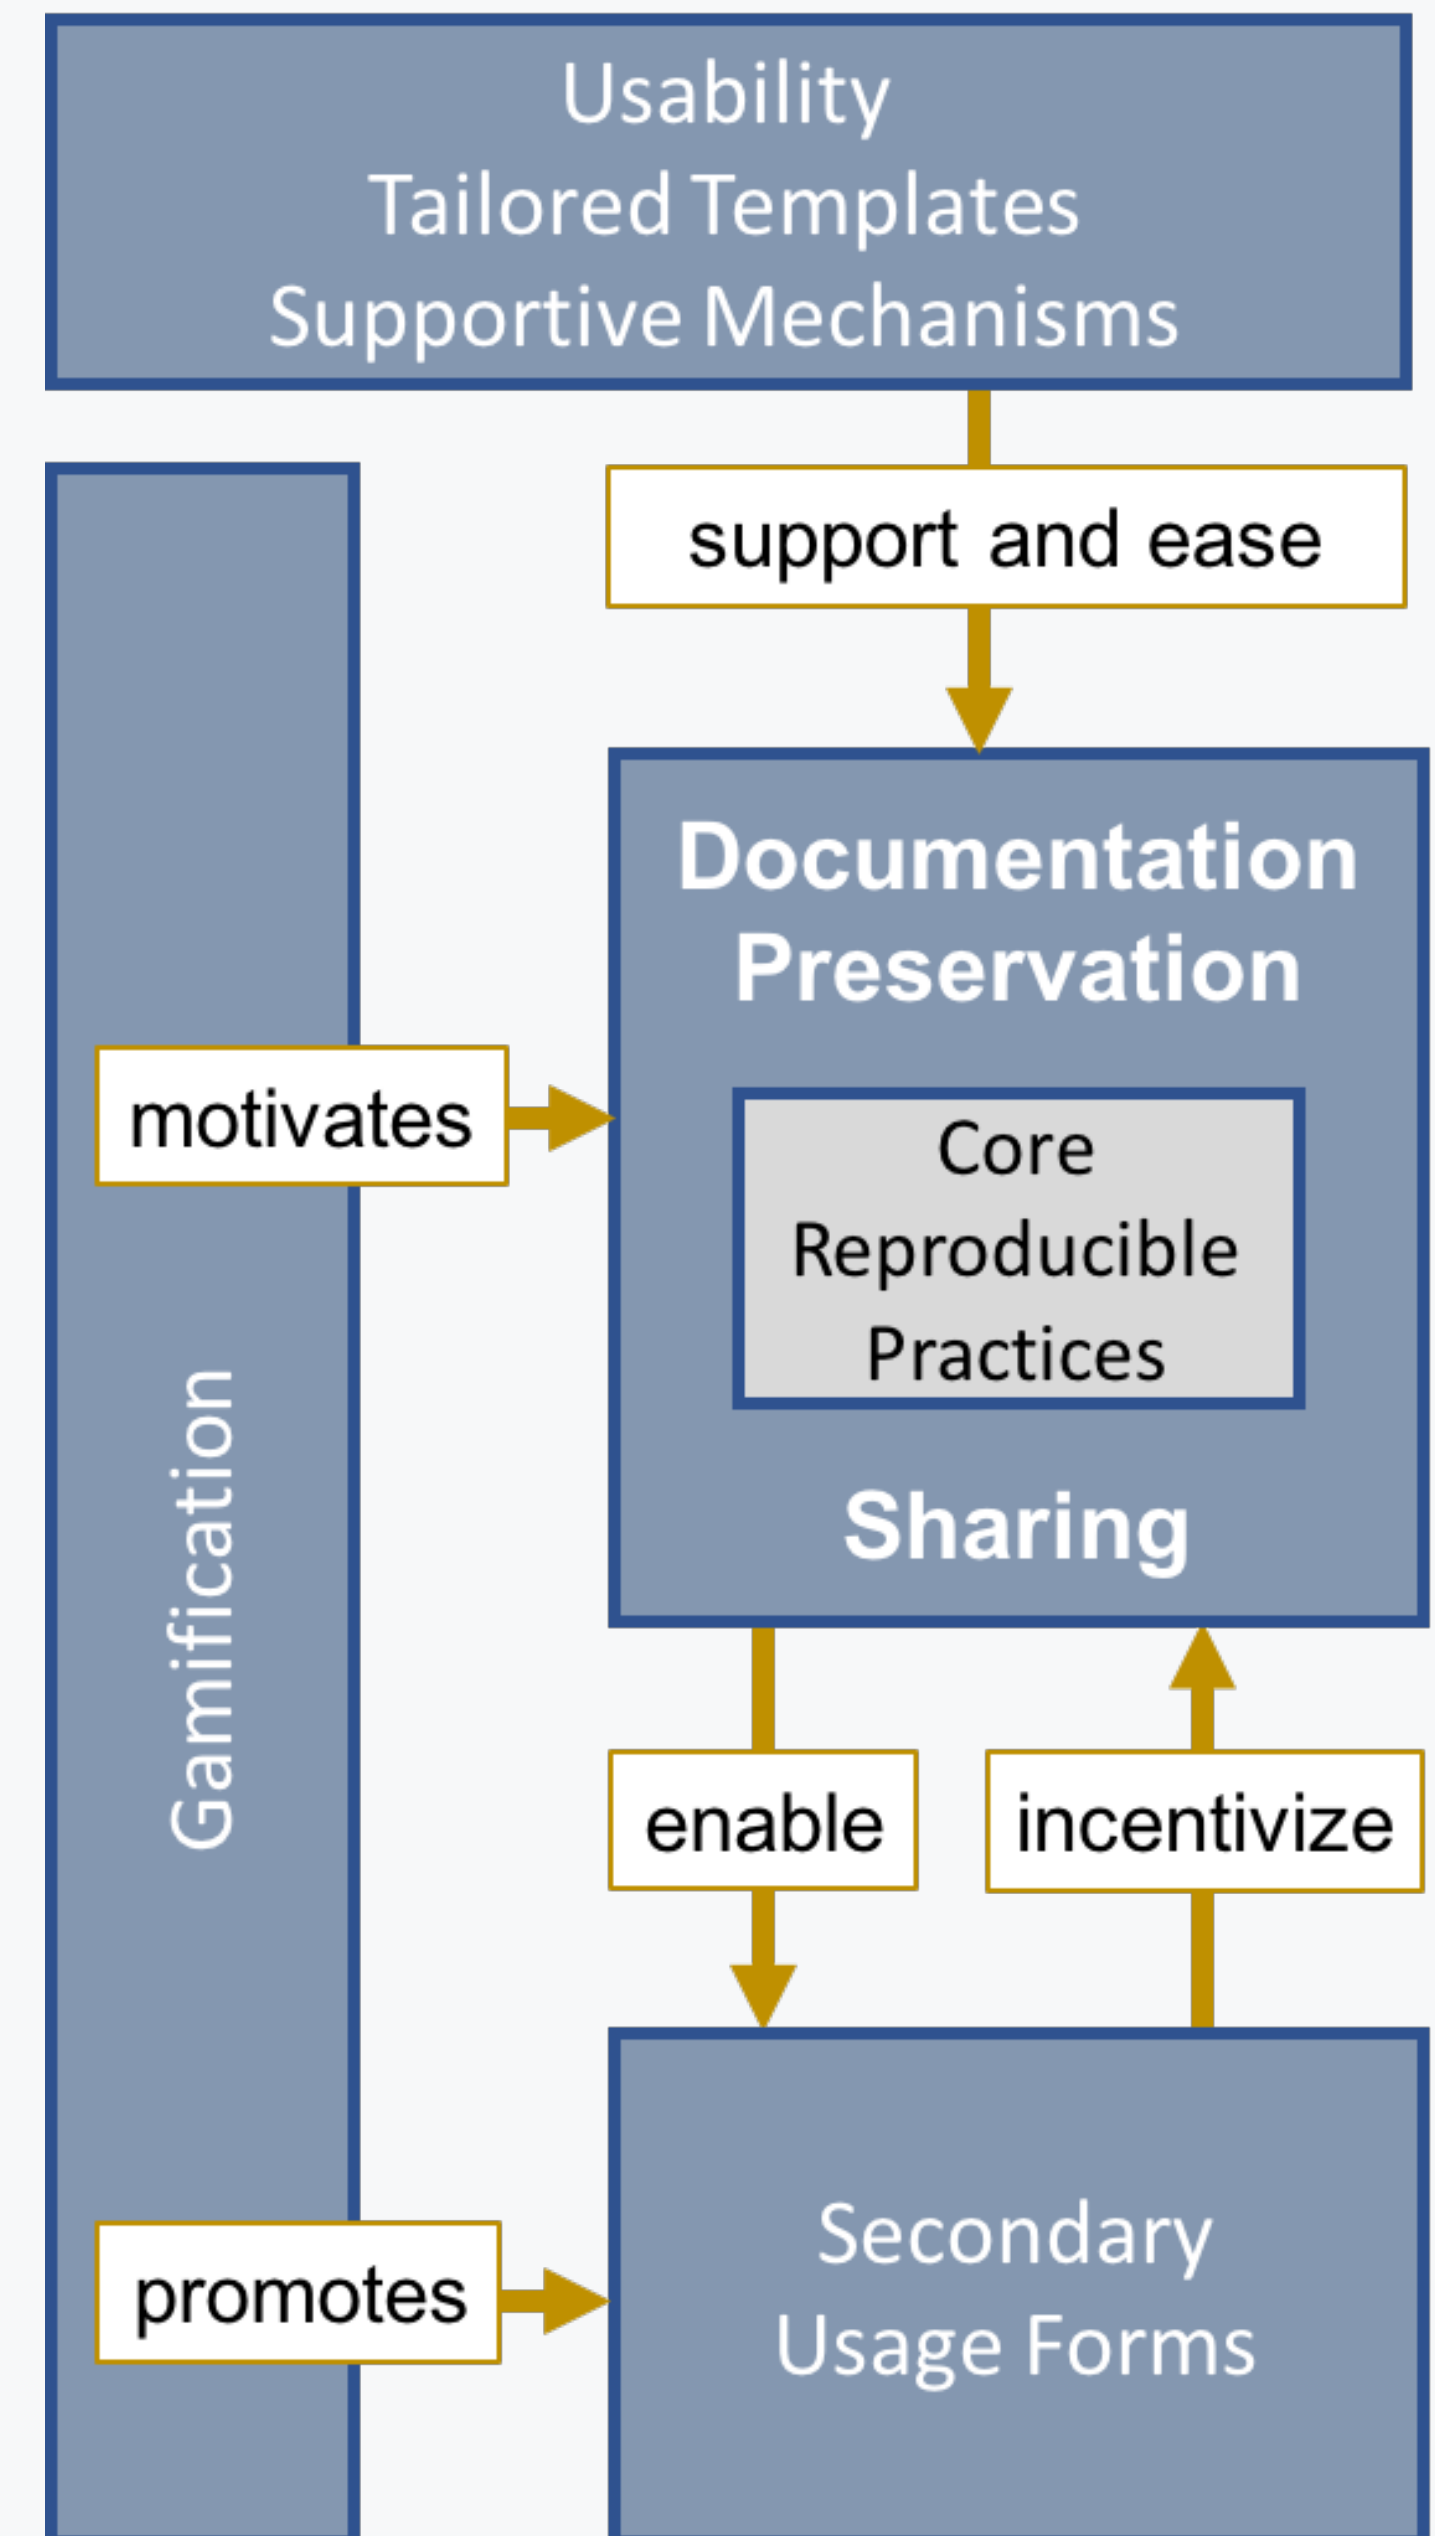 Usability
Tailored Templates
Supportive Mechanisms
support and ease
Documentation
Preservation
motivates
Core
Reproducible
Practices
Gamification
Sharing
enable
incentivize
Secondary
promotes
Usage Forms